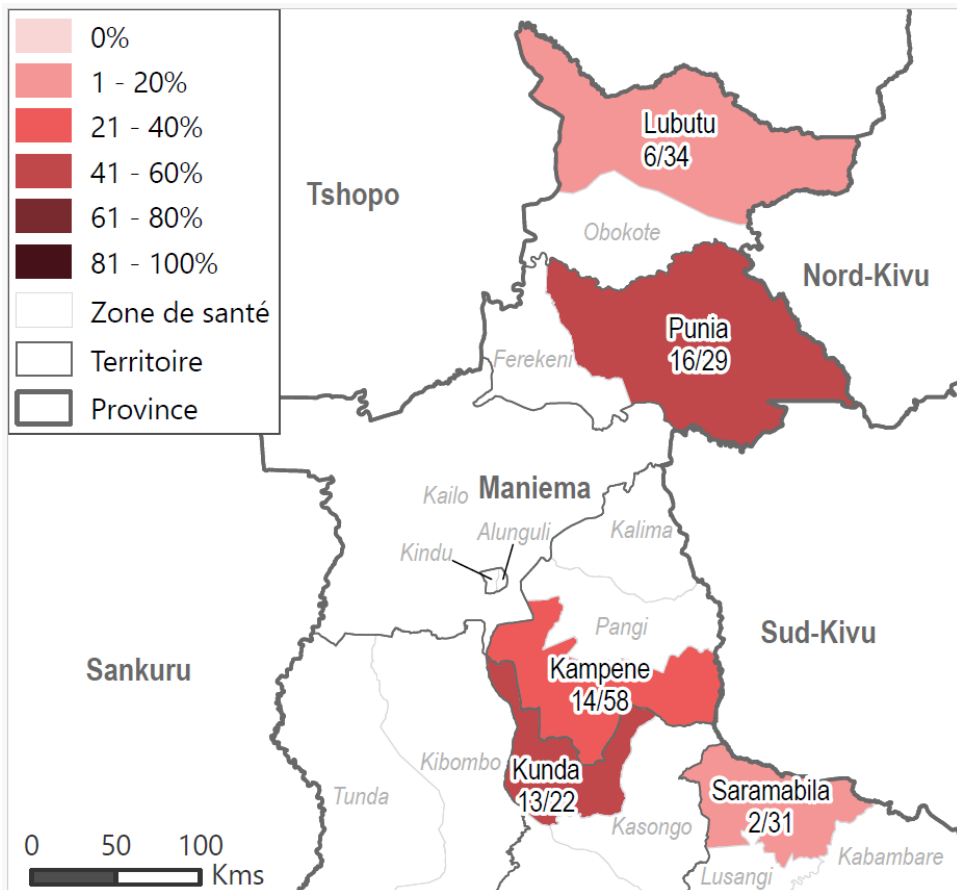 0%
1 - 20%
21 - 40%
41 - 60%
61 - 80%
81 - 100%
Zone de santé
Territoire
Province
Lubutu
6/34
Tshopo
Obokote
Nord-Kivu
Punia
16/29
Ferekeni
Maniema
Kailo
Alunguli
Kindu
Kalima
Pangi
Sud-Kivu
Sankuru
Kampene
14/58
Kibombo
Kunda
13/22
Tunda
Saramabila
2/31
Kasongo
Kabambare
Lusangi
0 50 100
Kms